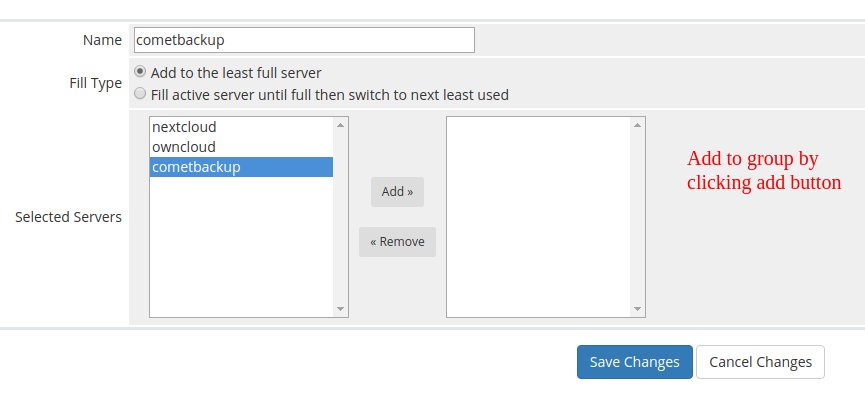 Name
cometbackup
Fill Type
Add to the least full server
Fill active server until full then switch to next least used
Selected Servers
nextcloud
owncloud
cometbackup
Add »
« Remove
Add to group by
clicking add button
Save Changes
Cancel Changes